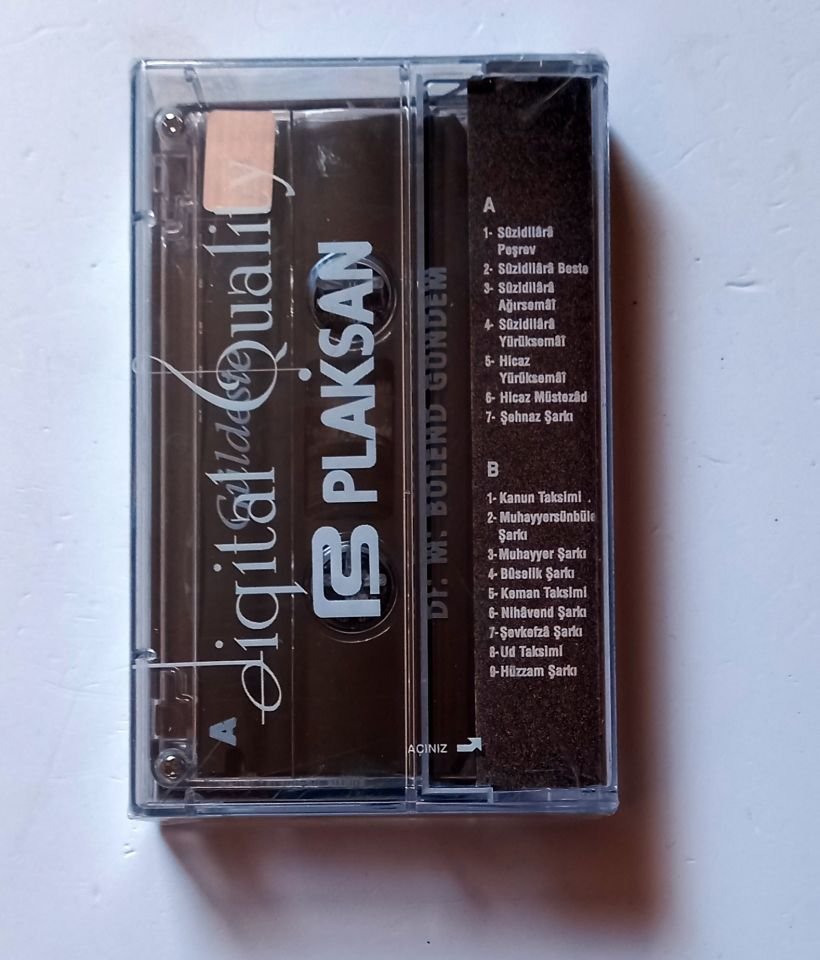 Digital Quality
Güldeste
PLAKSAN
A
Dr. M. BÜLEND GÜNDEM
AÇINIZ
A
1- Sûzidilârâ
Peşrev
2- Sûzidilârâ Beste
3- Sûzidilârâ
Ağırsemâî
4- Sûzidilârâ
Yürüksemâî
5- Hicaz
Yürüksemâî
6- Hicaz Müstezâd
7- Şehnaz Şarkı
B
1- Kanun Taksimi
2- Muhayyersünbüle
Şarkı
3- Muhayyer Şarkı
4- Bûselik Şarkı
5- Keman Taksimi
6- Nihâvend Şarkı
7- Şevkefzâ Şarkı
8- Ud Taksimi
9- Hüzzam Şarkı